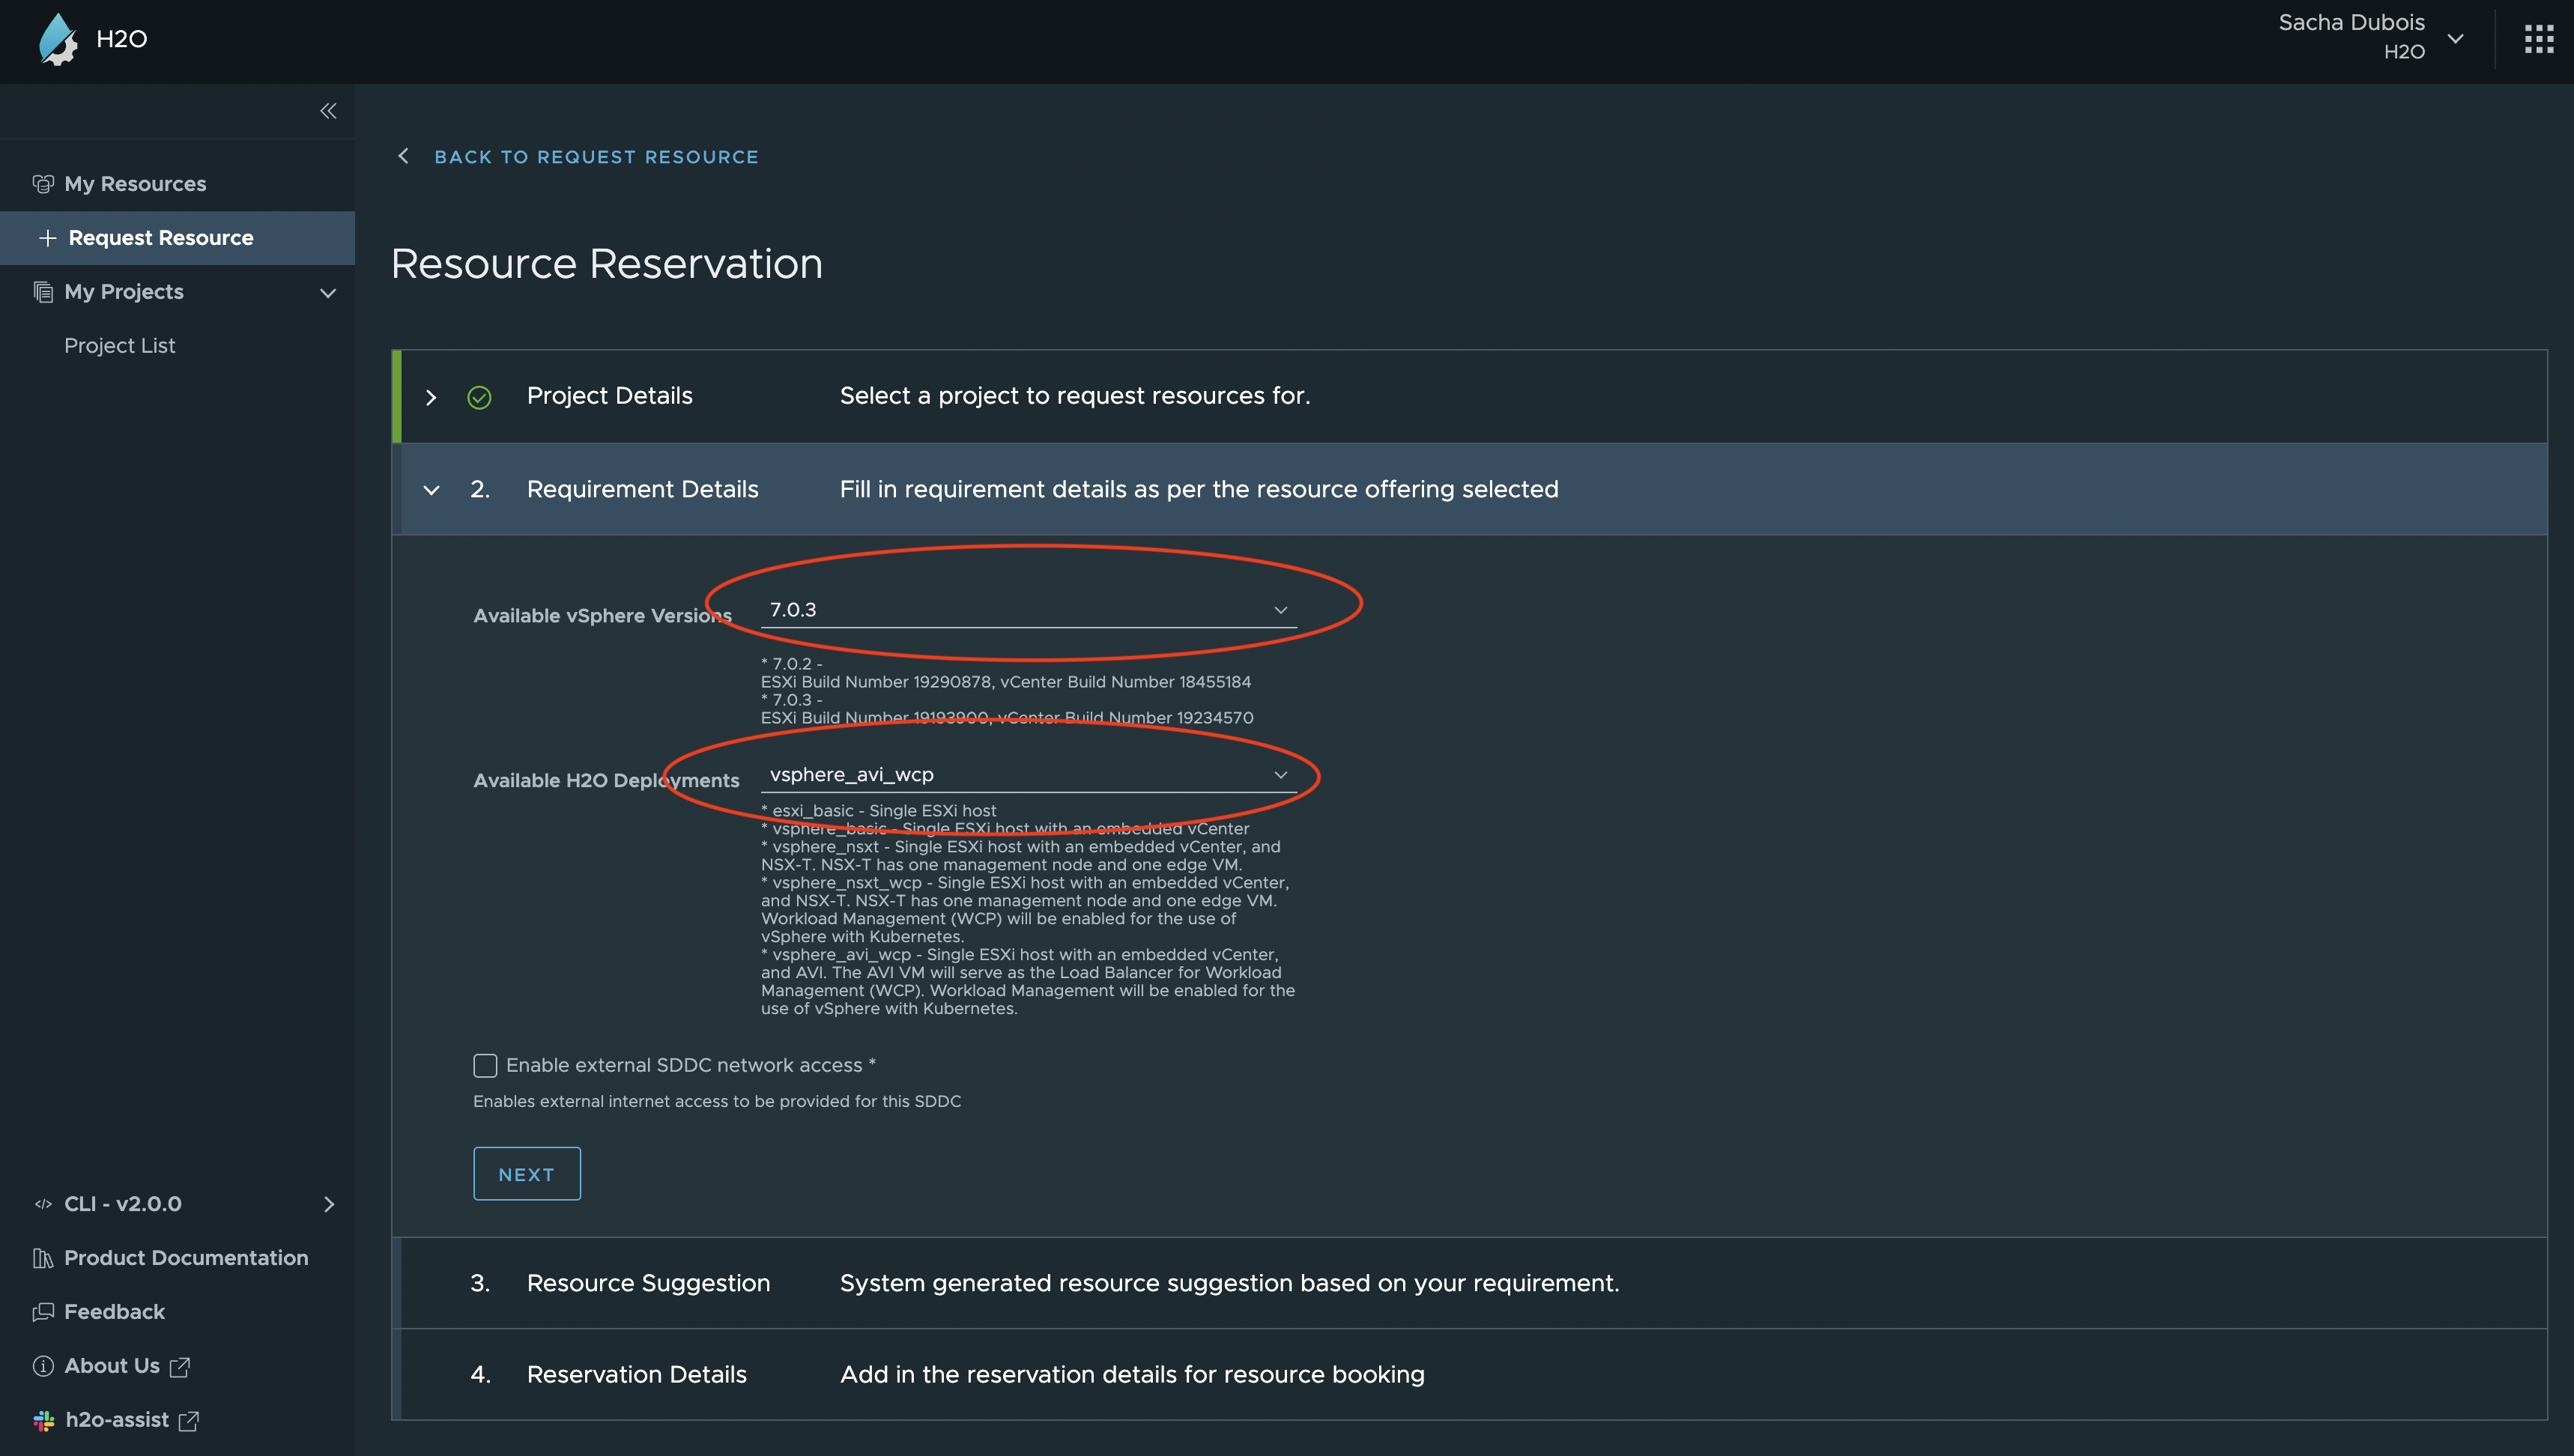 H2O
Sacha Dubois
H2O
My Resources
Request Resource
My Projects
Project List
BACK TO REQUEST RESOURCE
Resource Reservation
Project Details Select a project to request resources for.
2. Requirement Details Fill in requirement details as per the resource offering selected
Available vSphere Versions 7.0.3
* 7.0.2 -
ESXi Build Number 19290878, vCenter Build Number 18455184
* 7.0.3 -
ESXi Build Number 19193900, vCenter Build Number 19234570
Available H2O Deployments vsphere_avi_wcp
* esxi_basic - Single ESXi host
* vsphere_basic - Single ESXi host with an embedded vCenter
* vsphere_nsxt - Single ESXi host with an embedded vCenter, and
NSX-T. NSX-T has one management node and one edge VM.
* vsphere_nsxt_wcp - Single ESXi host with an embedded vCenter,
and NSX-T. NSX-T has one management node and one edge VM.
Workload Management (WCP) will be enabled for the use of
vSphere with Kubernetes.
* vsphere_avi_wcp - Single ESXi host with an embedded vCenter,
and AVI. The AVI VM will serve as the Load Balancer for Workload
Management (WCP). Workload Management will be enabled for the
use of vSphere with Kubernetes.
Enable external SDDC network access *
Enables external internet access to be provided for this SDDC
NEXT
3. Resource Suggestion System generated resource suggestion based on your requirement.
4. Reservation Details Add in the reservation details for resource booking
CLI - v2.0.0
Product Documentation
Feedback
About Us
h2o-assist